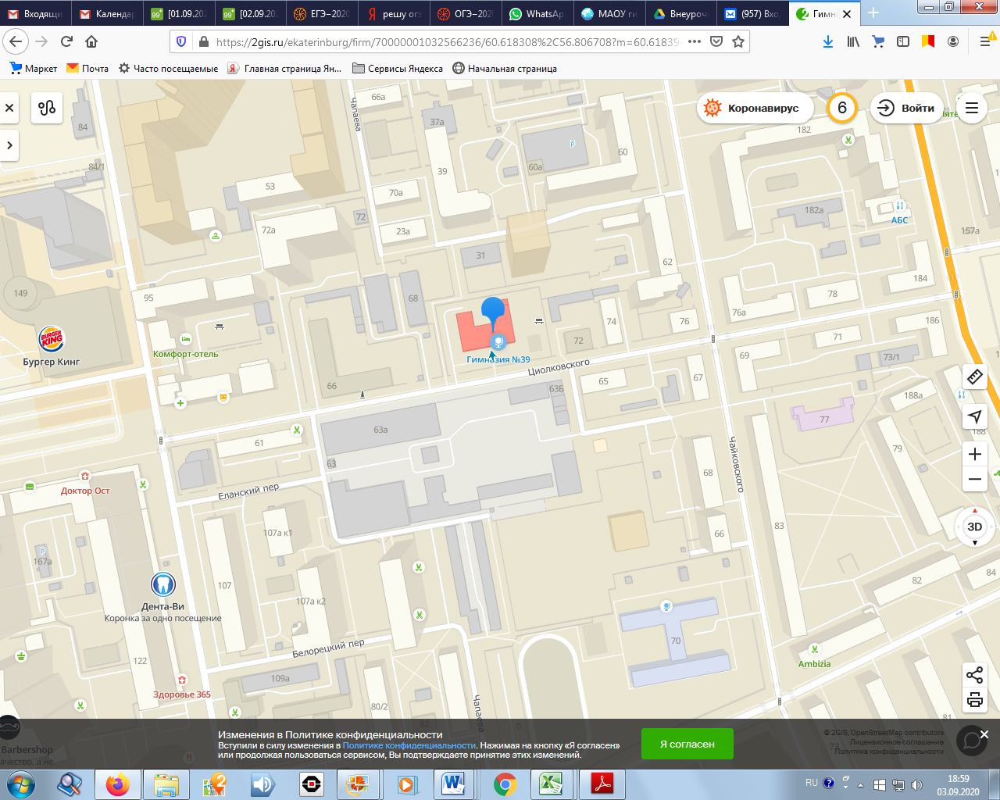 Входящи
Календар
[01.09.202
[02.09.202
ЕГЭ–2020
решу огэ
ОГЭ–2020
WhatsApp
МАОУ ги
Внеуроч
(957) Вхо
Гимна
https://2gis.ru/ekaterinburg/firm/70000001032566236/60.618308%2C56.806708?m=60.61839
Маркет
Почта
Часто посещаемые
Главная страница Ян...
Сервисы Яндекса
Начальная страница
Коронавирус
6
Войти
Чапаева
66а
37а
84
182
60
39
60а
84/1
53
70а
72
182а
АБС
72а
23а
157а
31
62
149
95
68
184
78
76а
74
76
186
Бургер Кинг
Комфорт-отель
72
71
Гимназия №39
Циолковского
69
73/1
66
65
67
63Б
188а
77
63а
188
61
79
63
Чайковского
68
Доктор Ост
Еланский пер
107а к1
83
66
167а
107
82
84
Дента-Ви
Коронка за одно посещение
107а к2
70
Белорецкий пер
122
Ambizia
109а
Здоровье 365
80/2
82
Чапаева
81
Barbershop
Изменения в Политике конфиденциальности
Вступили в силу изменения в Политике конфиденциальности. Нажимая на кнопку «Я согласен»
или продолжая пользоваться сервисом, Вы подтверждаете принятие этих изменений.
Я согласен
© 2GIS, OpenStreetMap contributors
Лицензионное соглашение
Политика конфиденциальности
3D
RU
18:59
03.09.2020